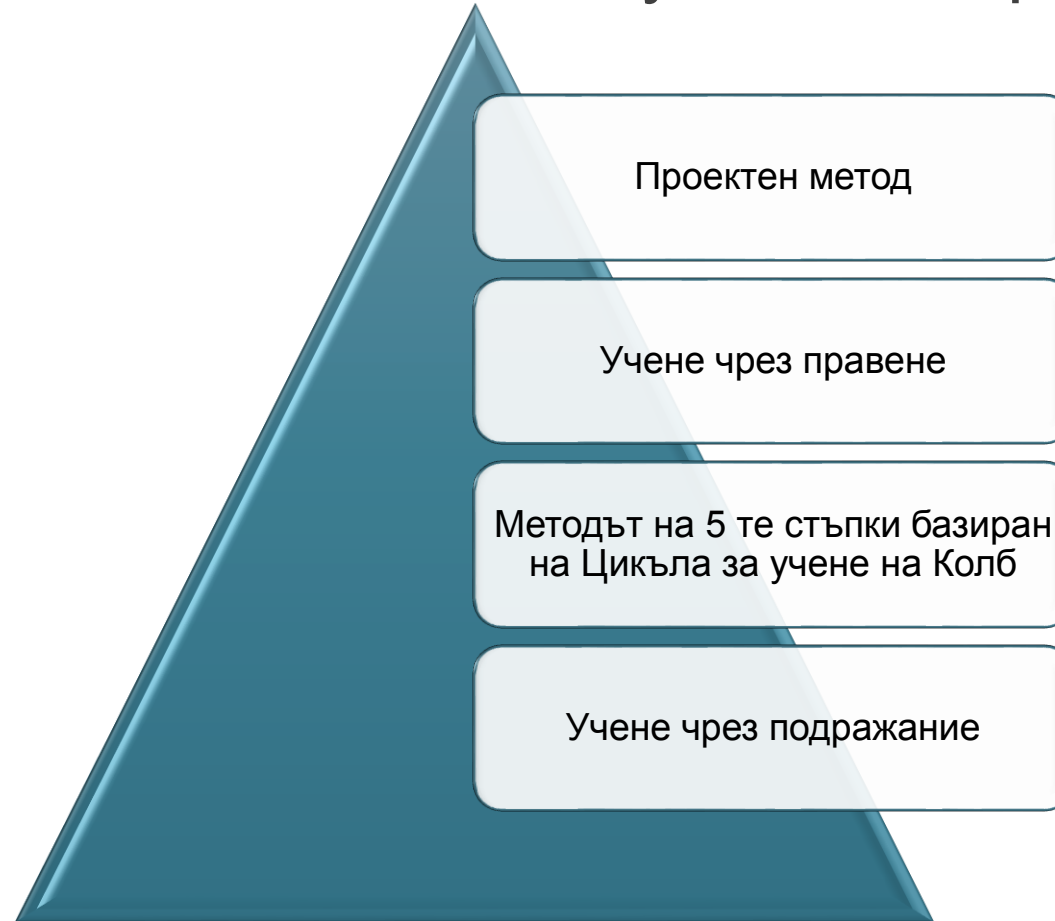 Проектен метод
Учене чрез правене
Методът на 5 те стъпки базиран
на Цикъла за учене на Колб
Учене чрез подражание